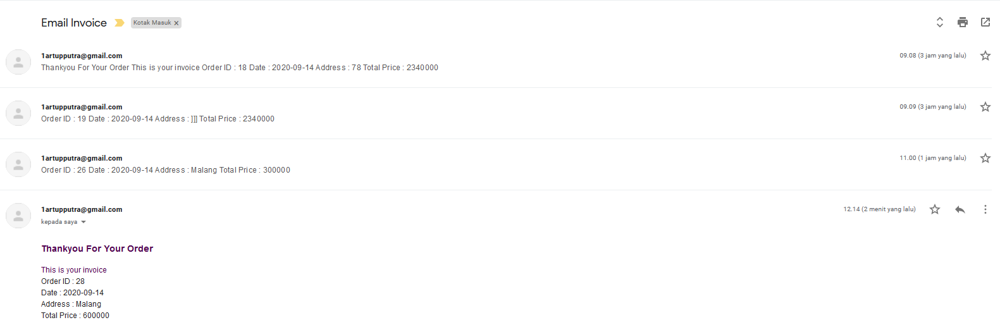 Email Invoice
Kotak Masuk ×
1artupputra@gmail.com
09.08 (3 jam yang lalu)
Thankyou For Your Order This is your invoice Order ID : 18 Date : 2020-09-14 Address : 78 Total Price : 2340000
1artupputra@gmail.com
09.09 (3 jam yang lalu)
Order ID : 19 Date : 2020-09-14 Address : ]]] Total Price : 2340000
1artupputra@gmail.com
11.00 (1 jam yang lalu)
Order ID : 26 Date : 2020-09-14 Address : Malang Total Price : 300000
1artupputra@gmail.com
12.14 (2 menit yang lalu)
kepada saya
Thankyou For Your Order
This is your invoice
Order ID : 28
Date : 2020-09-14
Address : Malang
Total Price : 600000